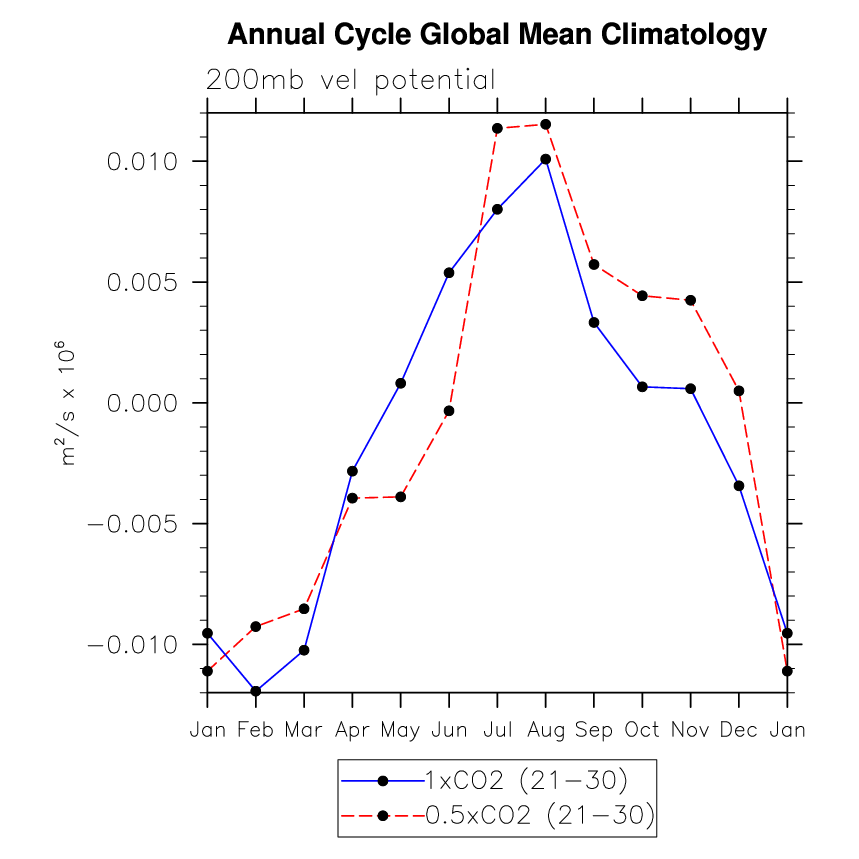 Annual Cycle Global Mean Climatology
200mb vel potential
0.010
0.005
0.000
−0.005
−0.010
m²/s x 10⁶
Jan Feb Mar Apr May Jun Jul Aug Sep Oct Nov Dec Jan
1xCO2 (21−30)
0.5xCO2 (21−30)